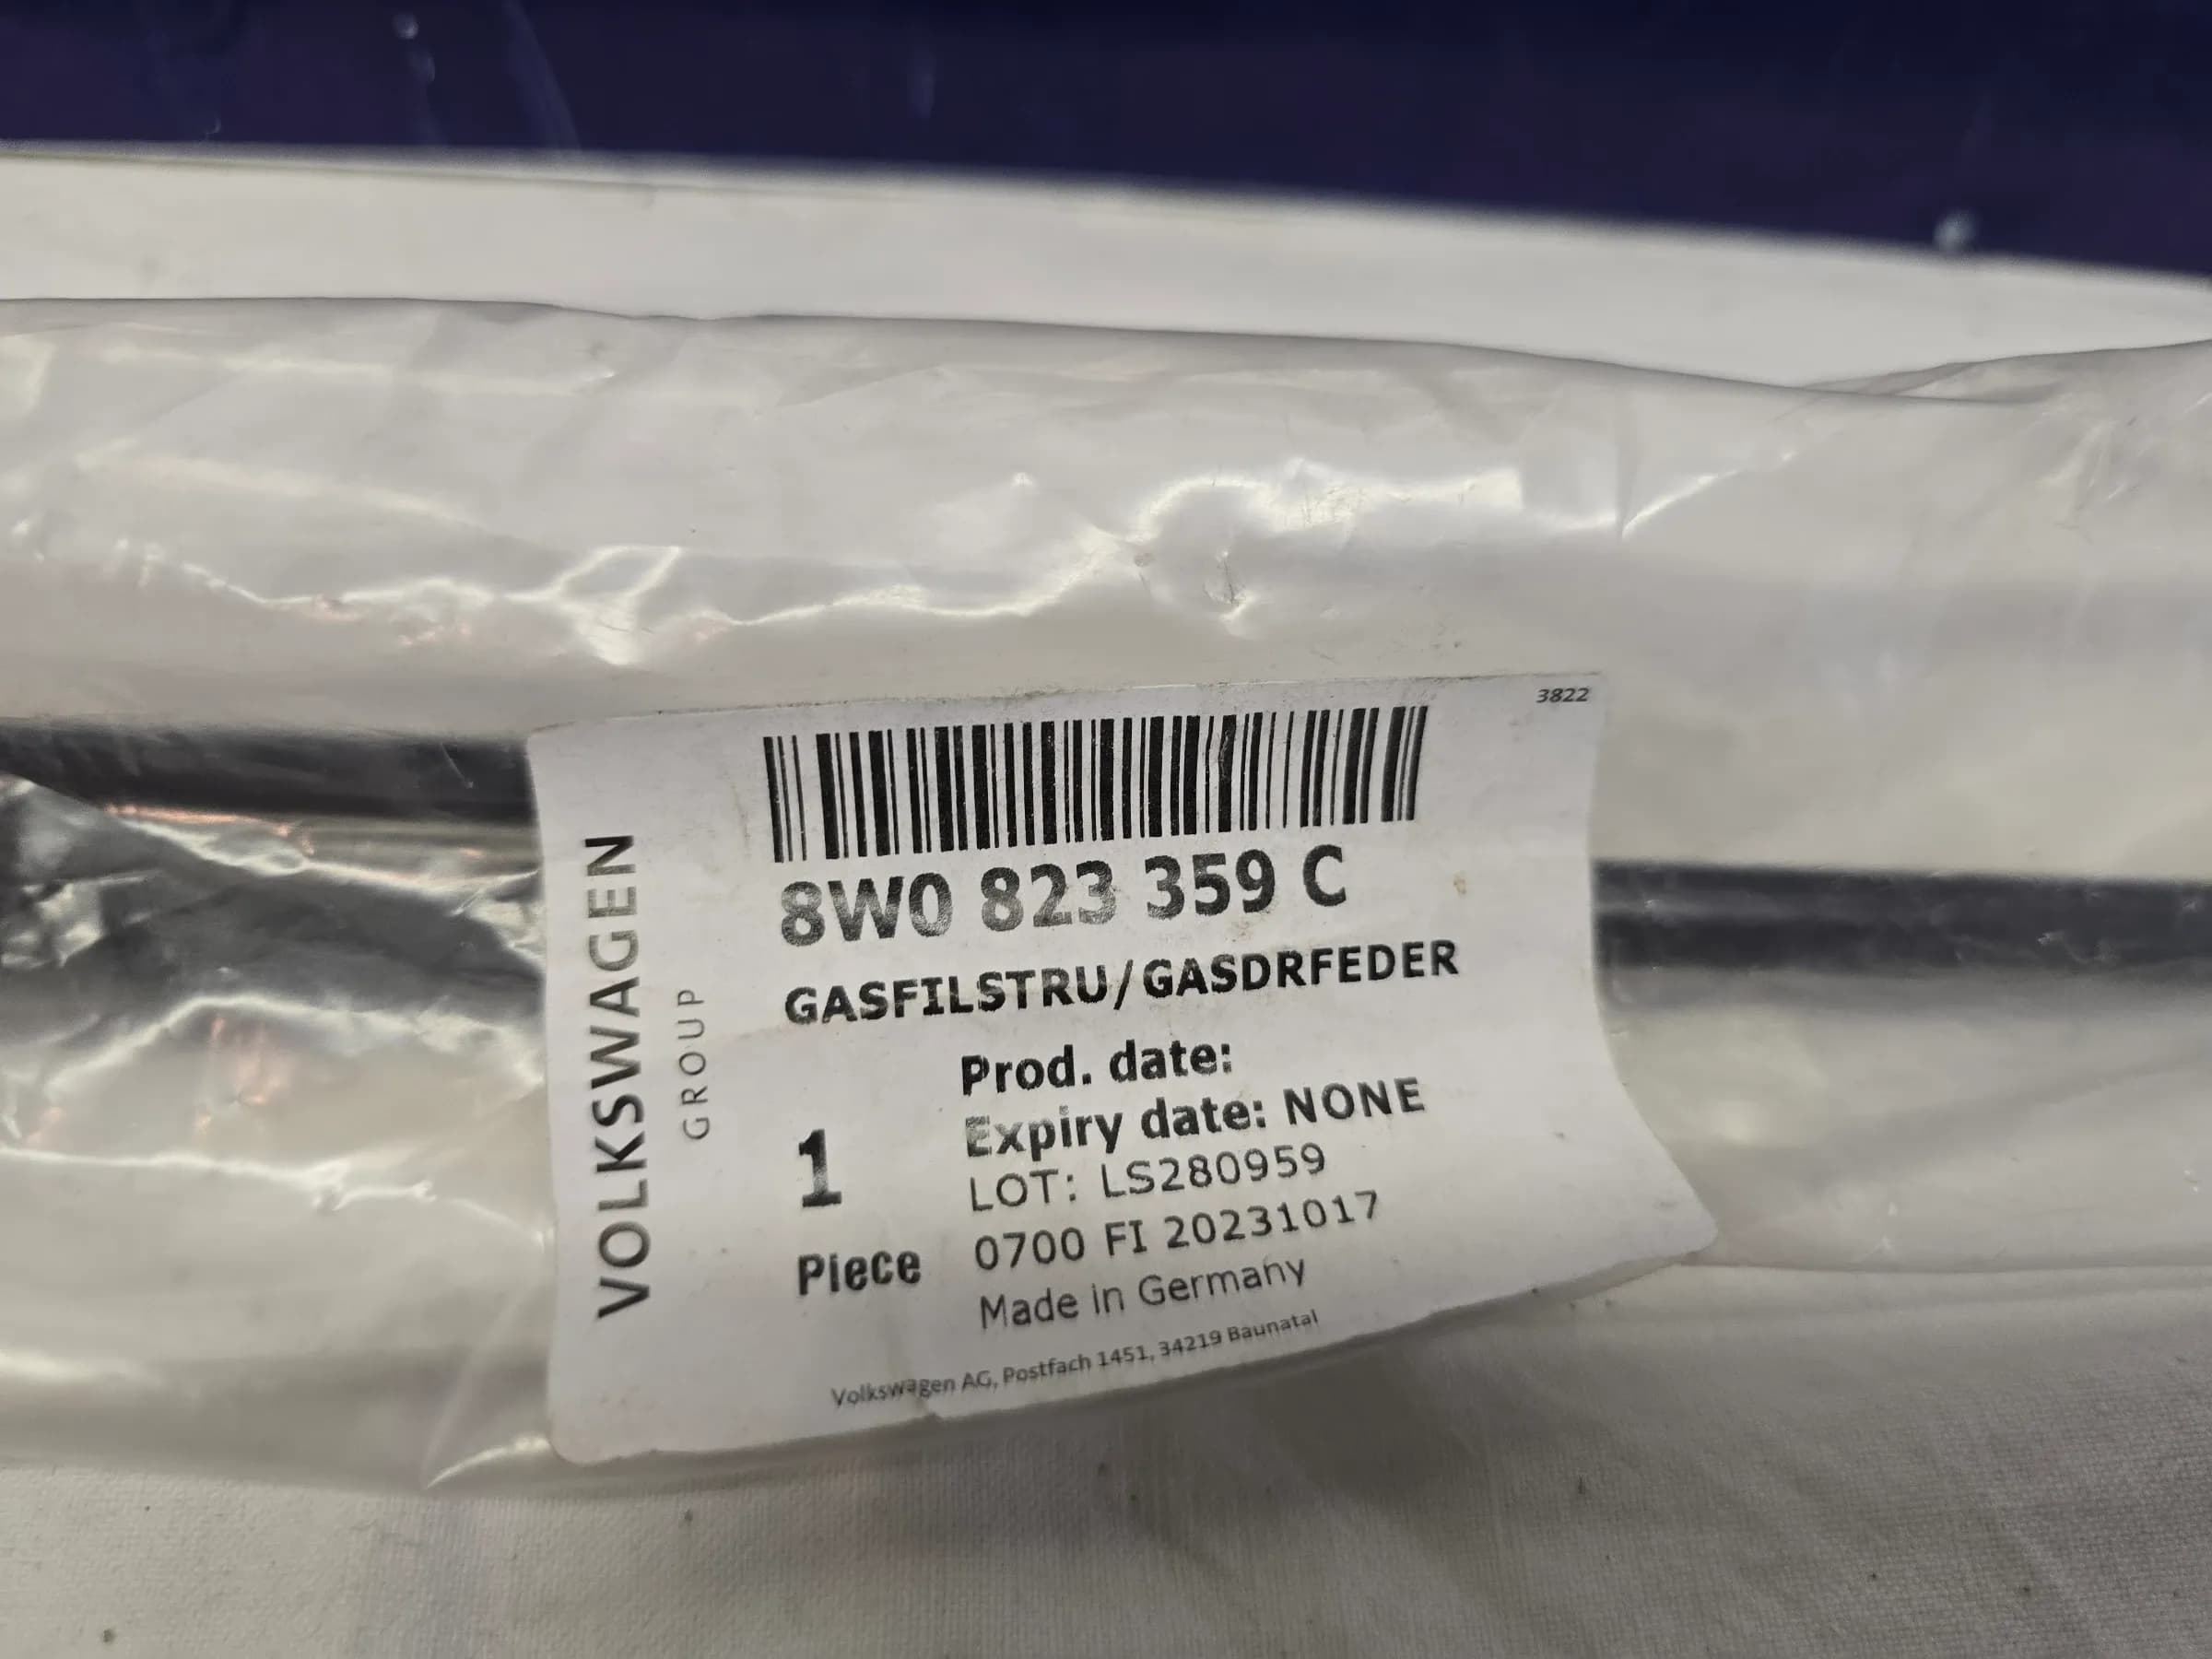 3822
VOLKSWAGEN
GROUP
8W0 823 359 C
GASFILSTRU/GASDRFEDER
Prod. date:
Expiry date: NONE
1
Piece
LOT: LS280959
0700 FI 20231017
Made in Germany
Volkswagen AG, Postfach 1451, 34219 Baunatal